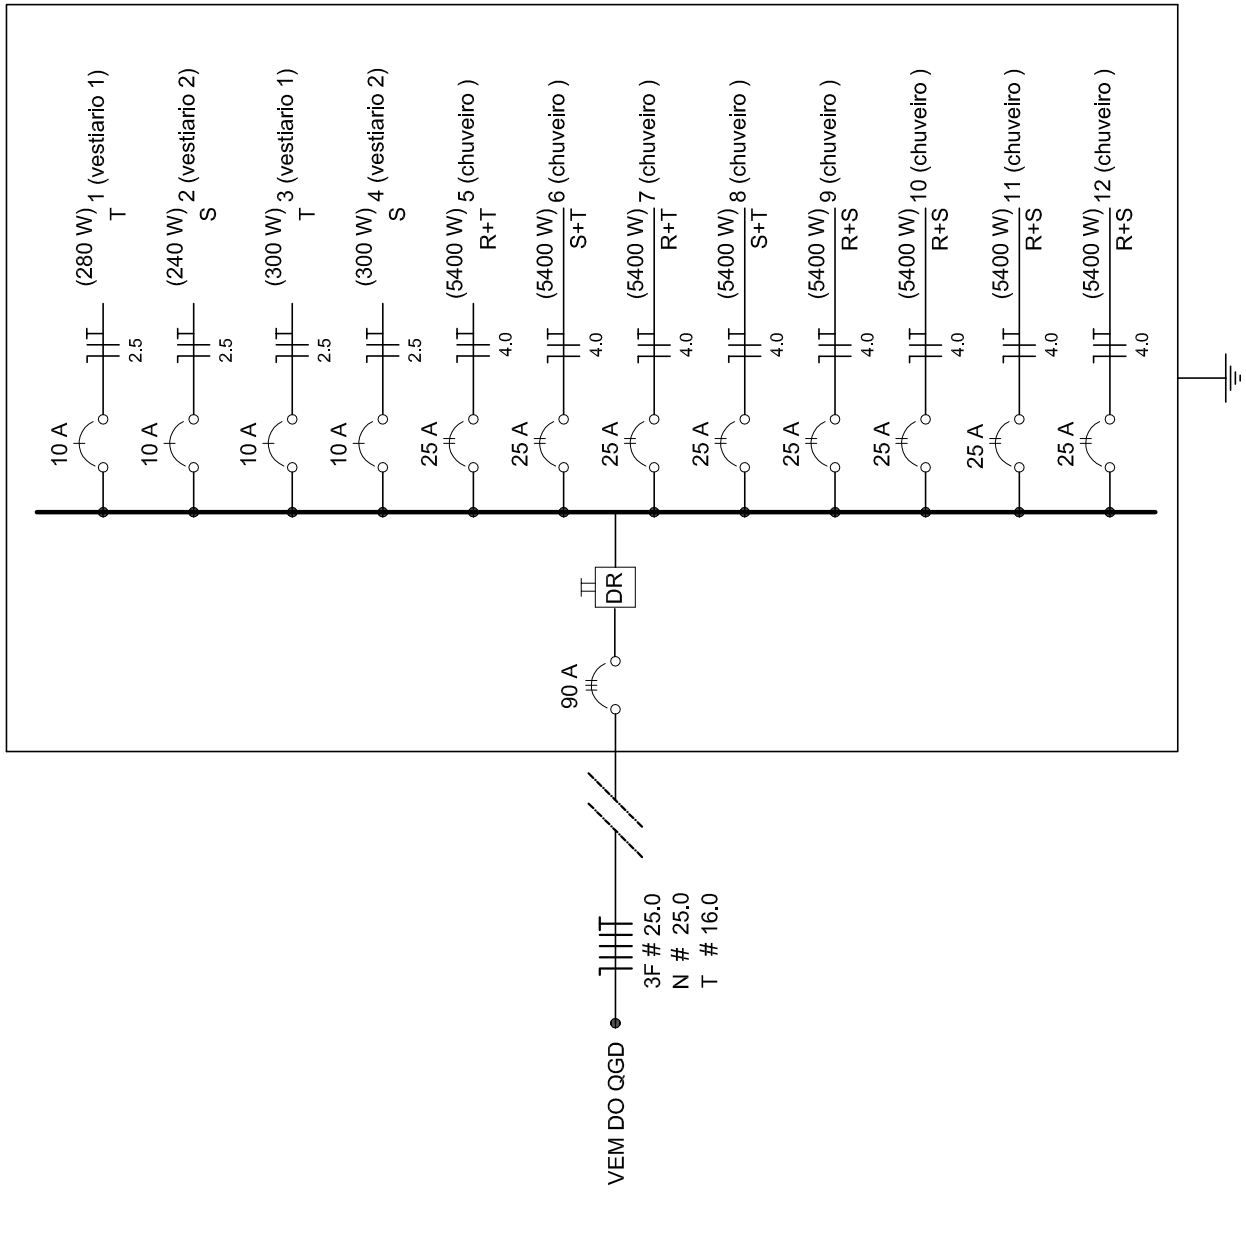 10 A
2.5
(280 W)
1 (vestiario 1)
T
10 A
2.5
(240 W)
2 (vestiario 2)
S
10 A
2.5
(300 W)
3 (vestiario 1)
T
10 A
2.5
(300 W)
4 (vestiario 2)
S
25 A
4.0
(5400 W)
5 (chuveiro )
R+T
25 A
4.0
(5400 W)
6 (chuveiro )
S+T
25 A
4.0
(5400 W)
7 (chuveiro )
R+T
25 A
4.0
(5400 W)
8 (chuveiro )
S+T
25 A
4.0
(5400 W)
9 (chuveiro )
R+S
25 A
4.0
(5400 W)
10 (chuveiro )
R+S
25 A
4.0
(5400 W)
11 (chuveiro )
R+S
25 A
4.0
(5400 W)
12 (chuveiro )
R+S
DR
90 A
3F # 25.0
N # 25.0
T # 16.0
VEM DO QGD